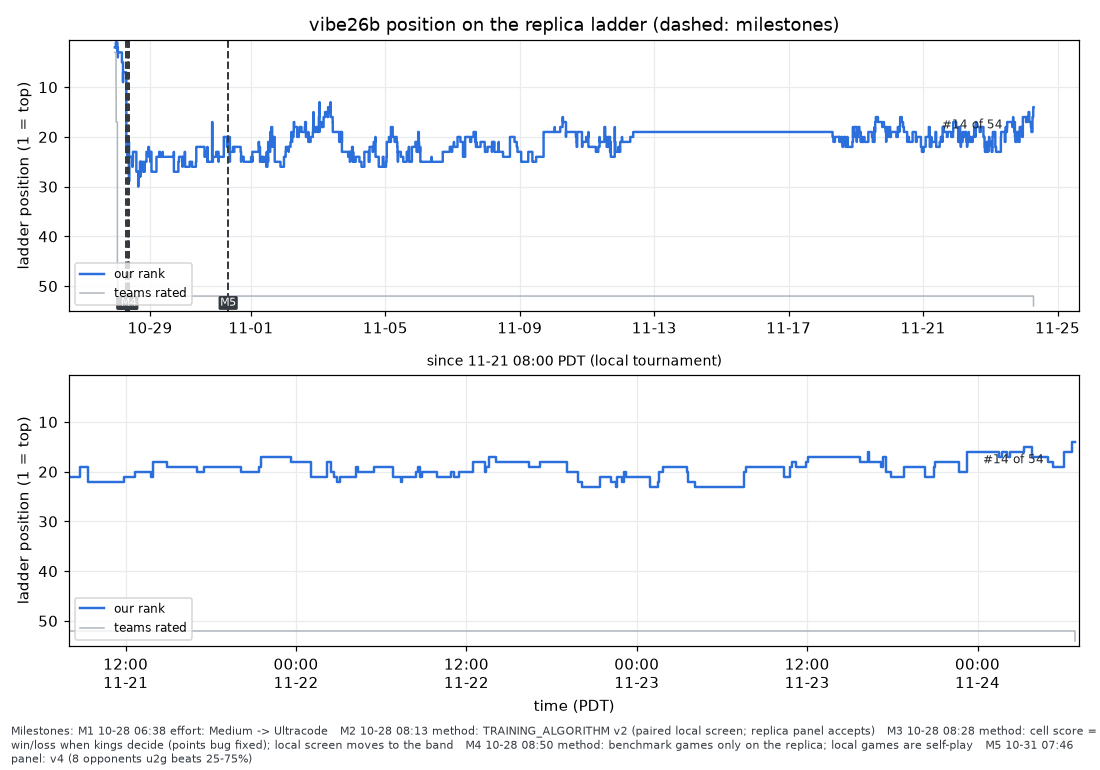 vibe26b position on the replica ladder (dashed: milestones)
ladder position (1 = top)
10
20
30
40
50
#14 of 54
our rank
teams rated
M5
10-29
11-01
11-05
11-09
11-13
11-17
11-21
11-25
since 11-21 08:00 PDT (local tournament)
ladder position (1 = top)
10
20
30
40
50
#14 of 54
our rank
teams rated
12:00
11-21
00:00
11-22
12:00
11-22
00:00
11-23
12:00
11-23
00:00
11-24
time (PDT)
Milestones: M1 10-28 06:38 effort: Medium -> Ultracode M2 10-28 08:13 method: TRAINING_ALGORITHM v2 (paired local screen; replica panel accepts) M3 10-28 08:28 method: cell score =
win/loss when kings decide (points bug fixed); local screen moves to the band M4 10-28 08:50 method: benchmark games only on the replica; local games are self-play M5 10-31 07:46
panel: v4 (8 opponents u2g beats 25-75%)